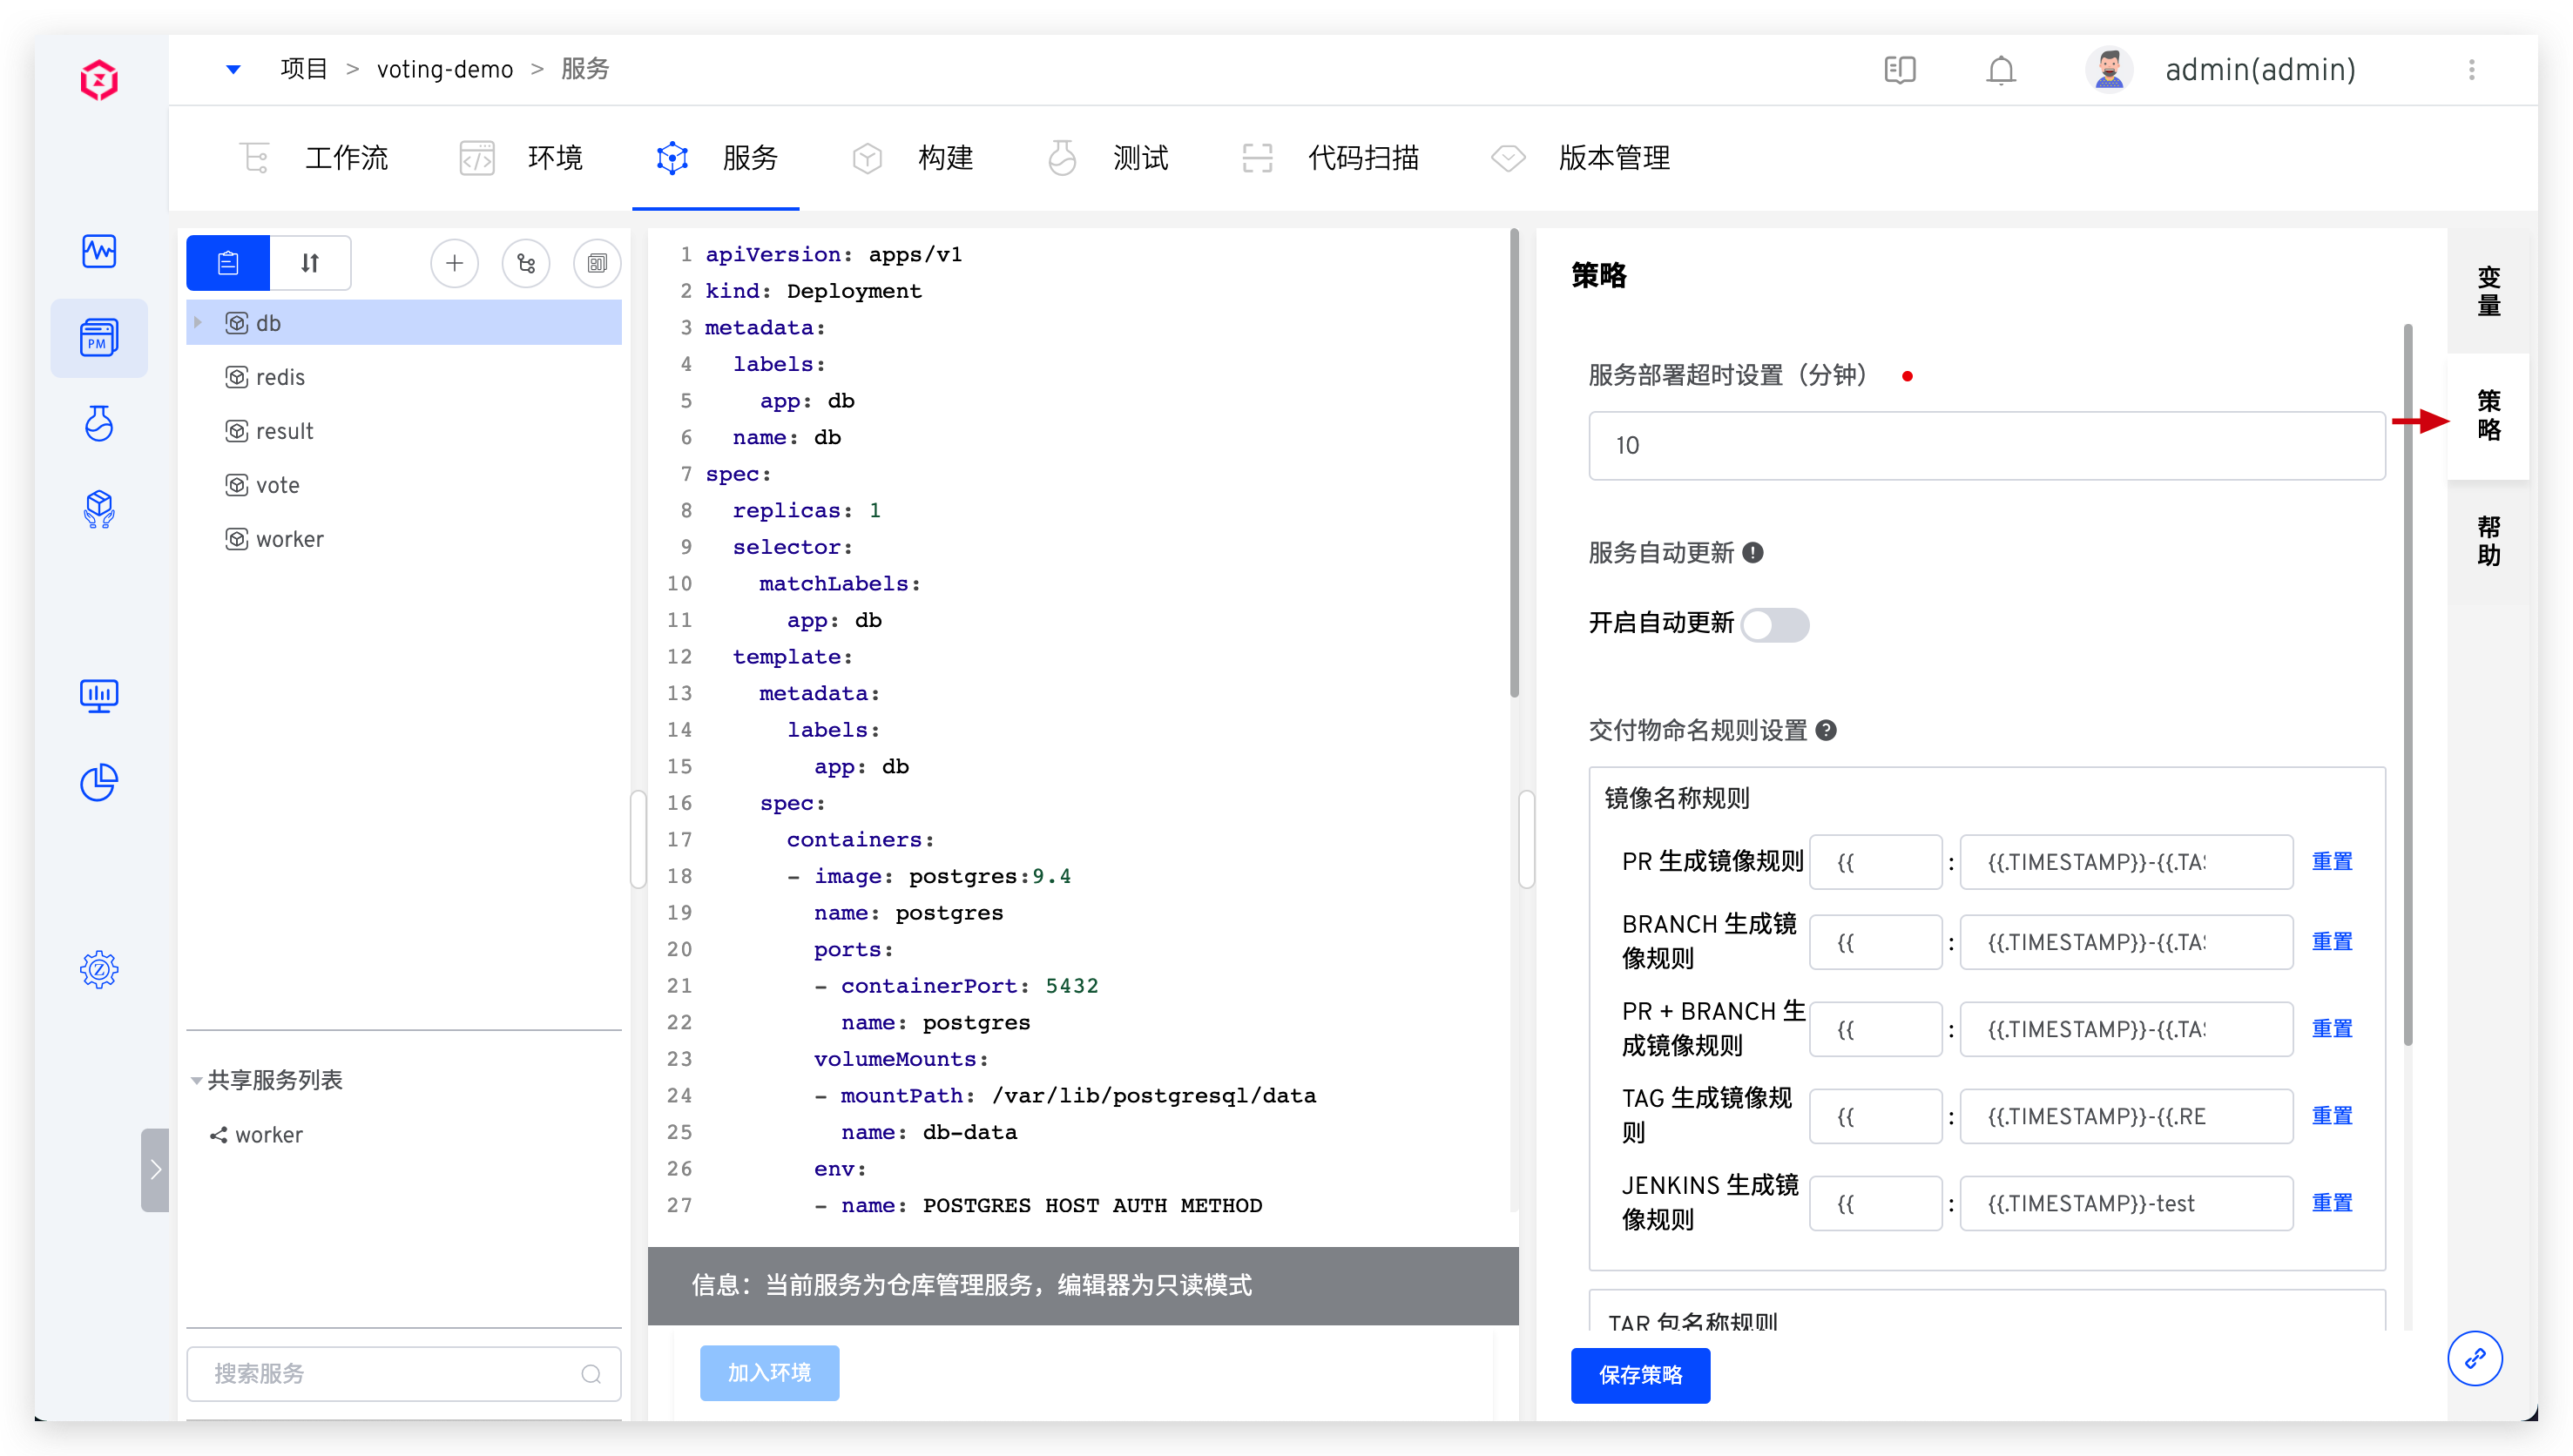 项目 > voting-demo > 服务
admin(admin)
工作流 环境 服务 构建 测试 代码扫描 版本管理
PM
db
redis
result
vote
worker
共享服务列表
worker
搜索服务
1 apiVersion: apps/v1
2 kind: Deployment
3 metadata:
4 labels:
5 app: db
6 name: db
7 spec:
8 replicas: 1
9 selector:
10 matchLabels:
11 app: db
12 template:
13 metadata:
14 labels:
15 app: db
16 spec:
17 containers:
18 - image: postgres:9.4
19 name: postgres
20 ports:
21 - containerPort: 5432
22 name: postgres
23 volumeMounts:
24 - mountPath: /var/lib/postgresql/data
25 name: db-data
26 env:
27 - name: POSTGRES HOST AUTH METHOD
信息：当前服务为仓库管理服务，编辑器为只读模式
加入环境
策略
服务部署超时设置（分钟）
10
服务自动更新
开启自动更新
交付物命名规则设置
镜像名称规则
PR 生成镜像规则 {{ : {{.TIMESTAMP}}-{{.TAS 重置
BRANCH 生成镜
像规则 {{ : {{.TIMESTAMP}}-{{.TAS 重置
PR + BRANCH 生
成镜像规则 {{ : {{.TIMESTAMP}}-{{.TAS 重置
TAG 生成镜像规
则 {{ : {{.TIMESTAMP}}-{{.RE 重置
JENKINS 生成镜
像规则 {{ : {{.TIMESTAMP}}-test 重置
TAR 包名称规则
保存策略
变量
策略
帮助